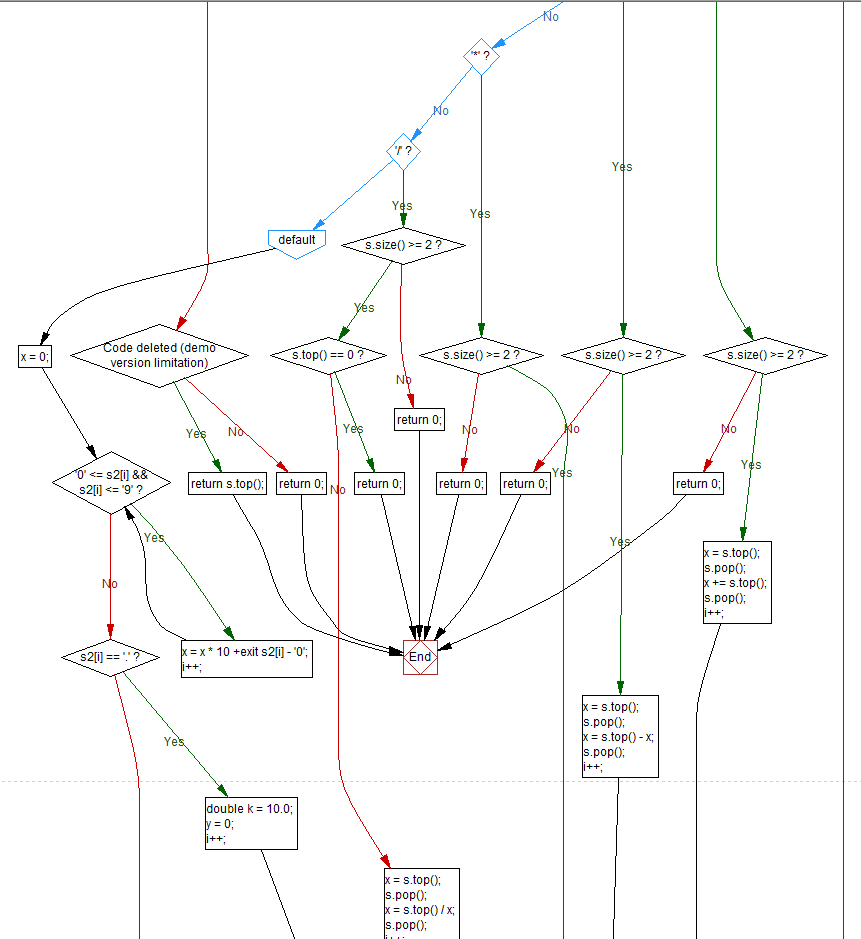 No
'*' ?
No
'/' ?
Yes
Yes
Yes
default
s.size() >= 2 ?
Yes
x = 0;
Code deleted (demo
version limitation)
s.top() == 0 ?
s.size() >= 2 ?
s.size() >= 2 ?
s.size() >= 2 ?
No
return 0;
Yes
No
Yes
No
No
No
'0' <= s2[i] &&
s2[i] <= '9' ?
return s.top();
return 0;
No
return 0;
return 0;
return 0;
Yes
return 0;
Yes
Yes
Yes
x = s.top();
s.pop();
x += s.top();
s.pop();
i++;
No
s2[i] == '.' ?
x = x * 10 +exit s2[i] - '0';
i++;
End
x = s.top();
s.pop();
x = s.top() - x;
s.pop();
i++;
Yes
double k = 10.0;
y = 0;
i++;
x = s.top();
s.pop();
x = s.top() / x;
s.pop();